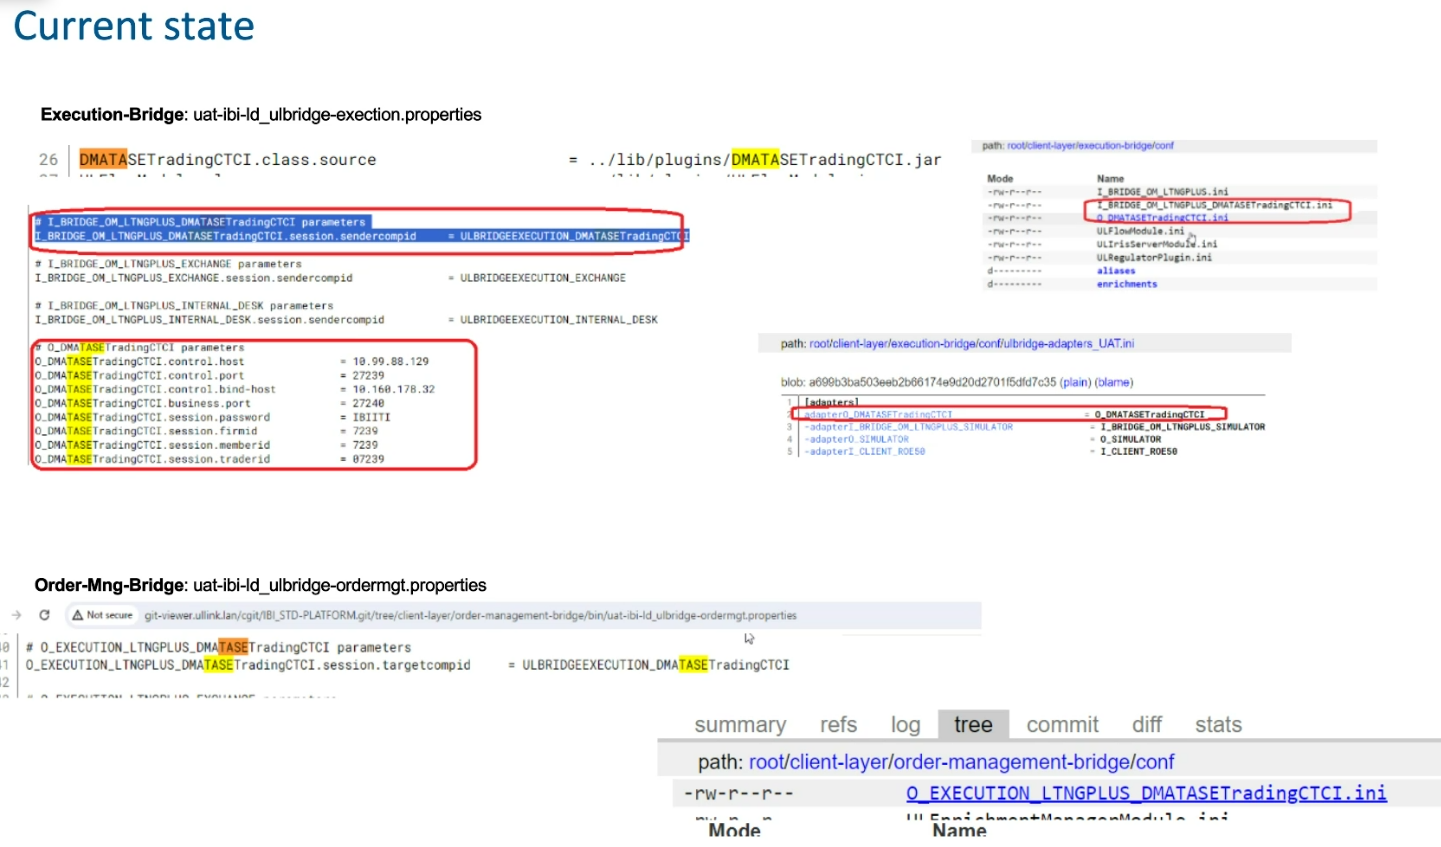 Current state
Execution-Bridge: uat-ibi-ld_ulbridge-exection.properties
26 DMATASETradingCTCI.class.source = ../lib/plugins/DMATASETradingCTCI.jar
# I_BRIDGE_OM_LTNGPLUS_DMATASETradingCTCI parameters
I_BRIDGE_OM_LTNGPLUS_DMATASETradingCTCI.session.sendercompid = ULBRIDGEEXECUTION_DMATASETradingCTCI
# I_BRIDGE_OM_LTNGPLUS_EXCHANGE parameters
I_BRIDGE_OM_LTNGPLUS_EXCHANGE.session.sendercompid = ULBRIDGEEXECUTION_EXCHANGE
# I_BRIDGE_OM_LTNGPLUS_INTERNAL_DESK parameters
I_BRIDGE_OM_LTNGPLUS_INTERNAL_DESK.session.sendercompid = ULBRIDGEEXECUTION_INTERNAL_DESK
# O_DMATASETradingCTCI parameters
O_DMATASETradingCTCI.control.host = 10.99.88.129
O_DMATASETradingCTCI.control.port = 27239
O_DMATASETradingCTCI.control.bind-host = 10.160.178.32
O_DMATASETradingCTCI.business.port = 27240
O_DMATASETradingCTCI.session.password = IBIITI
O_DMATASETradingCTCI.session.firmid = 7239
O_DMATASETradingCTCI.session.memberid = 7239
O_DMATASETradingCTCI.session.traderid = 07239
path: root/client-layer/execution-bridge/conf
Mode Name
-rw-r--r-- I_BRIDGE_OM_LTNGPLUS.ini
-rw-r--r-- I_BRIDGE_OM_LTNGPLUS_DMATASETradingCTCI.ini
-rw-r--r-- O_DMATASETradingCTCI.ini
-rw-r--r-- ULFlowModule.ini
-rw-r--r-- ULIrisServerModule.ini
-rw-r--r-- ULRegulatorPlugin.ini
d--------- aliases
d--------- enrichments
path: root/client-layer/execution-bridge/conf/ulbridge-adapters_UAT.ini
blob: a699b3ba503eeb2b66174e9d20d2701f5dfd7c35 (plain) (blame)
1 [adapters]
2 adapterO_DMATASETradingCTCI = O_DMATASETradingCTCI
3 -adapterI_BRIDGE_OM_LTNGPLUS_SIMULATOR = I_BRIDGE_OM_LTNGPLUS_SIMULATOR
4 -adapterO_SIMULATOR = O_SIMULATOR
5 -adapterI_CLIENT_ROE50 = I_CLIENT_ROE50
Order-Mng-Bridge: uat-ibi-ld_ulbridge-ordermgt.properties
Not secure git-viewer.ullink.lan/cgit/IBI_STD-PLATFORM.git/tree/client-layer/order-management-bridge/bin/uat-ibi-ld_ulbridge-ordermgt.properties
# O_EXECUTION_LTNGPLUS_DMATASETradingCTCI parameters
O_EXECUTION_LTNGPLUS_DMATASETradingCTCI.session.targetcompid = ULBRIDGEEXECUTION_DMATASETradingCTCI
summary refs log tree commit diff stats
path: root/client-layer/order-management-bridge/conf
-rw-r--r-- O_EXECUTION_LTNGPLUS_DMATASETradingCTCI.ini
Mode Name